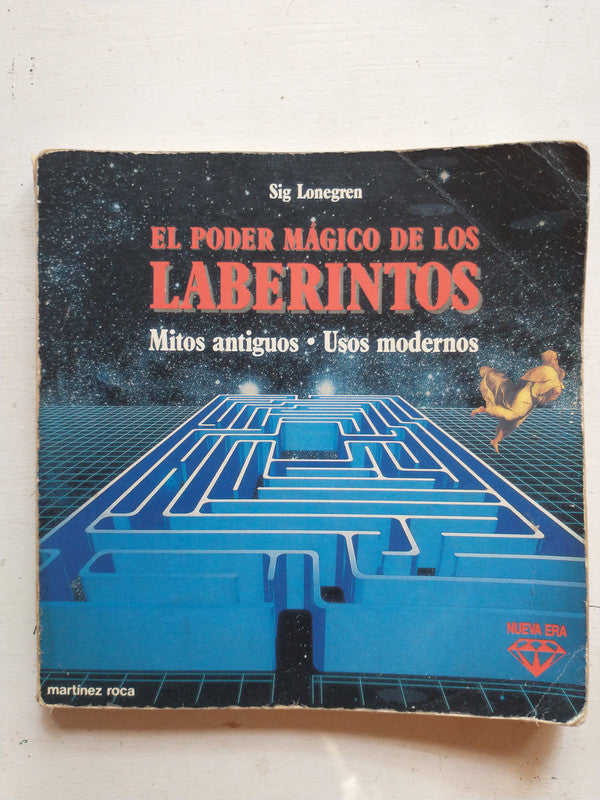 Sig Lonegren
EL PODER MÁGICO DE LOS
LABERINTOS
Mitos antiguos • Usos modernos
NUEVA ERA
martínez roca